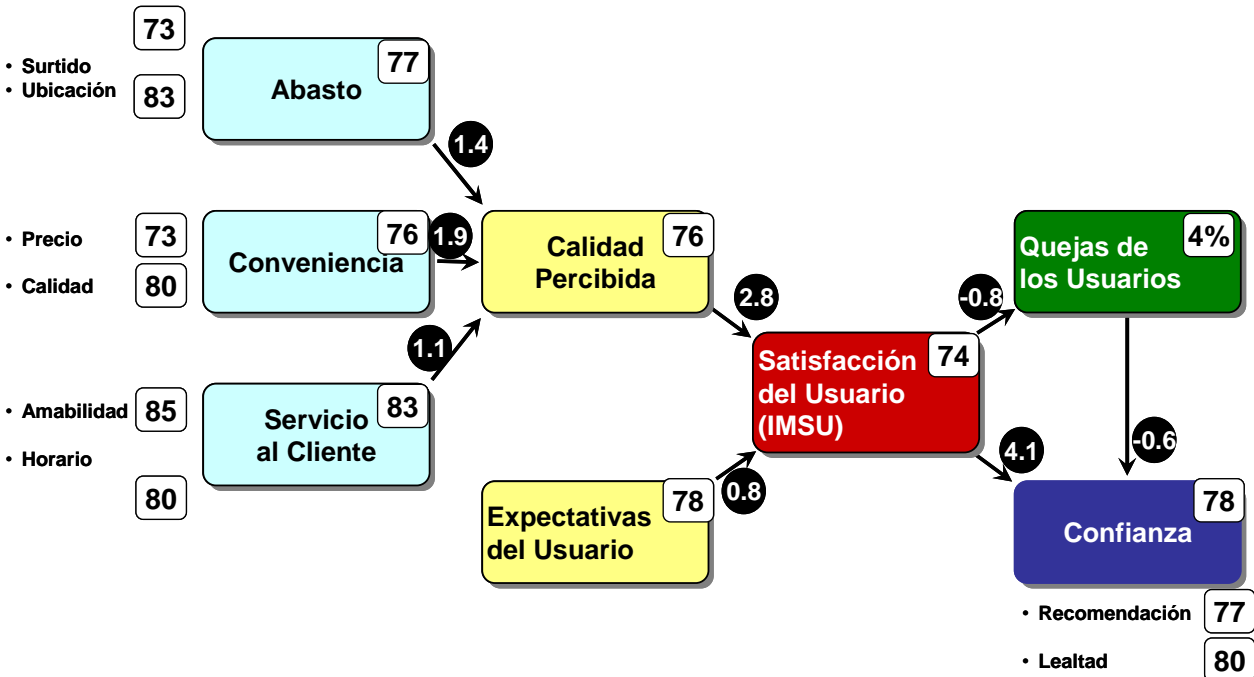 73
• Surtido
• Ubicación
83
Abasto
77
1.4
• Precio
73
• Calidad
80
Conveniencia
76
1.9
Calidad
Percibida
76
• Amabilidad
85
• Horario
80
Servicio
al Cliente
83
1.1
2.8
Expectativas
del Usuario
78
0.8
Satisfacción
del Usuario
(IMSU)
74
-0.8
Quejas de
los Usuarios
4%
-0.6
4.1
Confianza
78
• Recomendación
77
• Lealtad
80